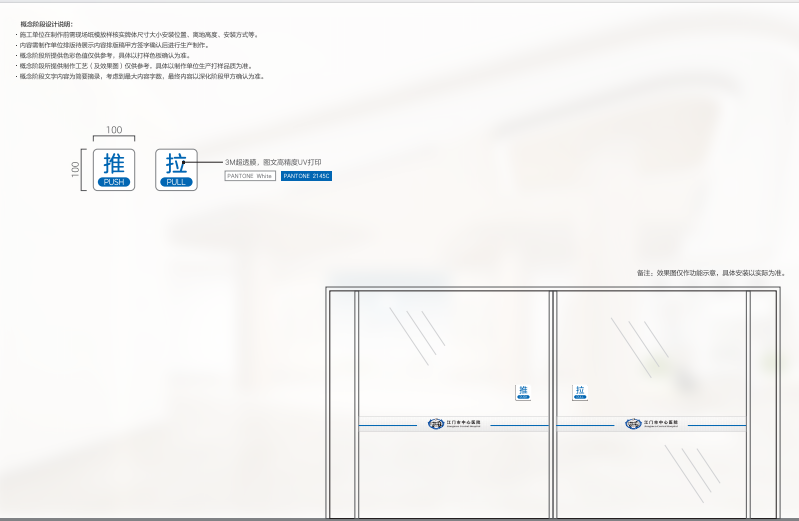 概念阶段设计说明：
· 施工单位在制作前需现场纸模放样核实牌体尺寸大小安装位置、离地高度、安装方式等。
· 内容需制作单位排版待展示内容排版稿甲方签字确认后进行生产制作。
· 概念阶段所提供色彩色值仅供参考，具体以打样色板确认为准。
· 概念阶段所提供制作工艺（及效果图）仅供参考，具体以制作单位生产打样品质为准。
· 概念阶段文字内容为简要摘录，考虑到最大内容字数，最终内容以深化阶段甲方确认为准。
100
100
推
PUSH
拉
PULL
3M超透膜，图文高精度UV打印
PANTONE White
PANTONE 2145C
备注：效果图仅作功能示意，具体安装以实际为准。
推
拉
江门市中心医院
江门市中心医院